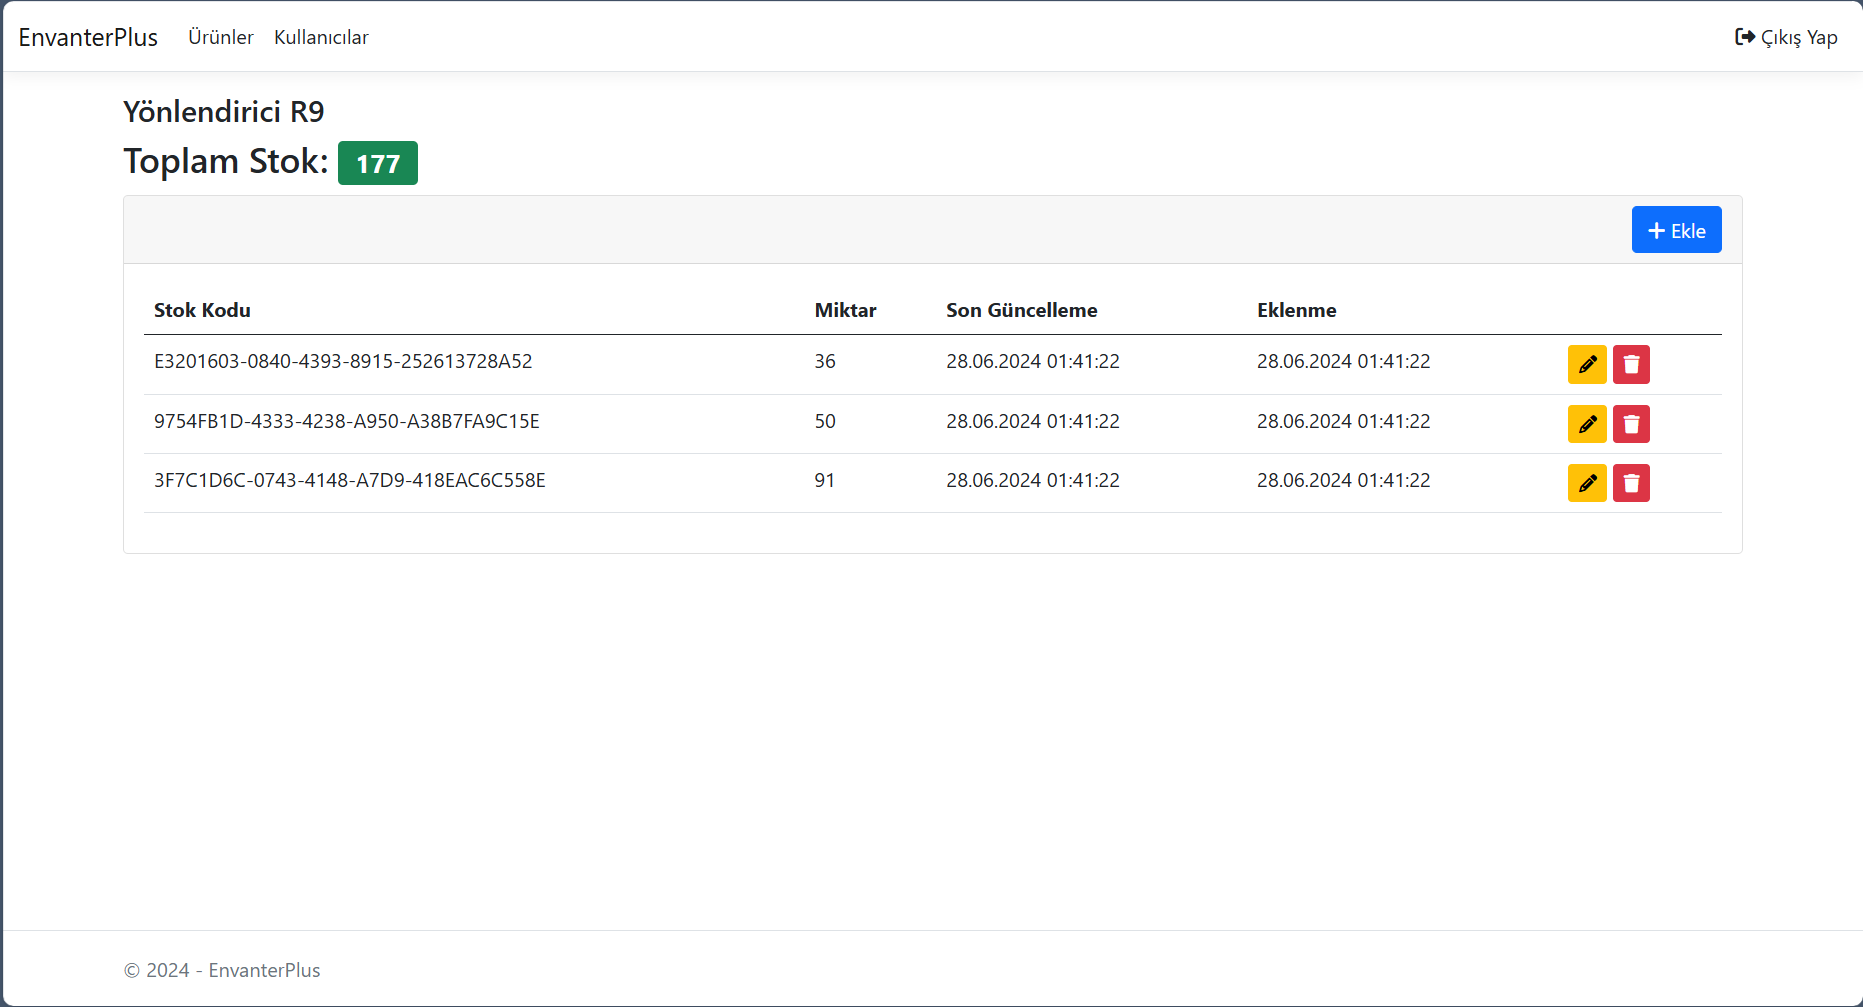 EnvanterPlus Ürünler Kullanıcılar Çıkış Yap
Yönlendirici R9
Toplam Stok: 177
Ekle
Stok Kodu Miktar Son Güncelleme Eklenme
E3201603-0840-4393-8915-252613728A52 36 28.06.2024 01:41:22 28.06.2024 01:41:22
9754FB1D-4333-4238-A950-A38B7FA9C15E 50 28.06.2024 01:41:22 28.06.2024 01:41:22
3F7C1D6C-0743-4148-A7D9-418EAC6C558E 91 28.06.2024 01:41:22 28.06.2024 01:41:22
© 2024 - EnvanterPlus